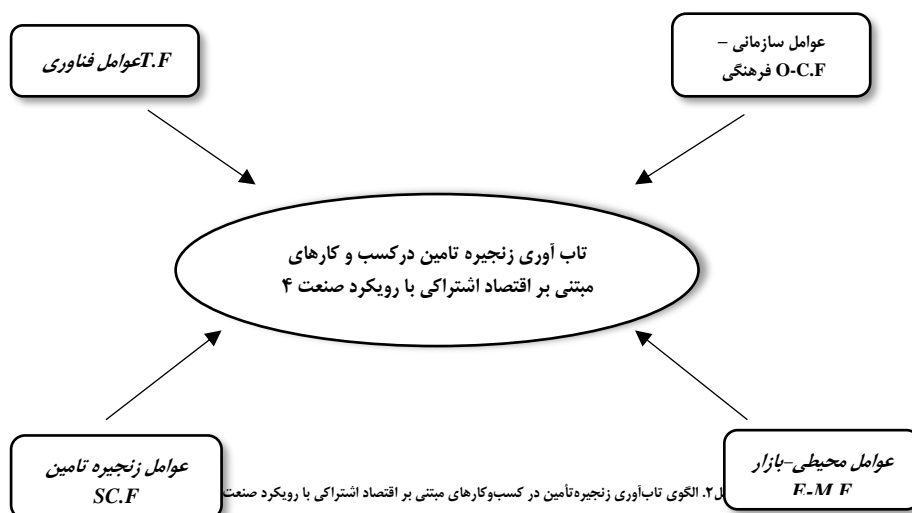 عوامل سازمانی –
فرهنگی O-C.F
عوامل فناوری T.F
تاب آوری زنجیره تامین درکسب و کارهای
مبتنی بر اقتصاد اشتراکی با رویکرد صنعت ۴
عوامل محیطی-بازار
E-M.F
عوامل زنجیره تامین
SC.F
۲. الگوی تاب‌آوری زنجیره‌تأمین در کسب‌وکارهای مبتنی بر اقتصاد اشتراکی با رویکرد صنعت